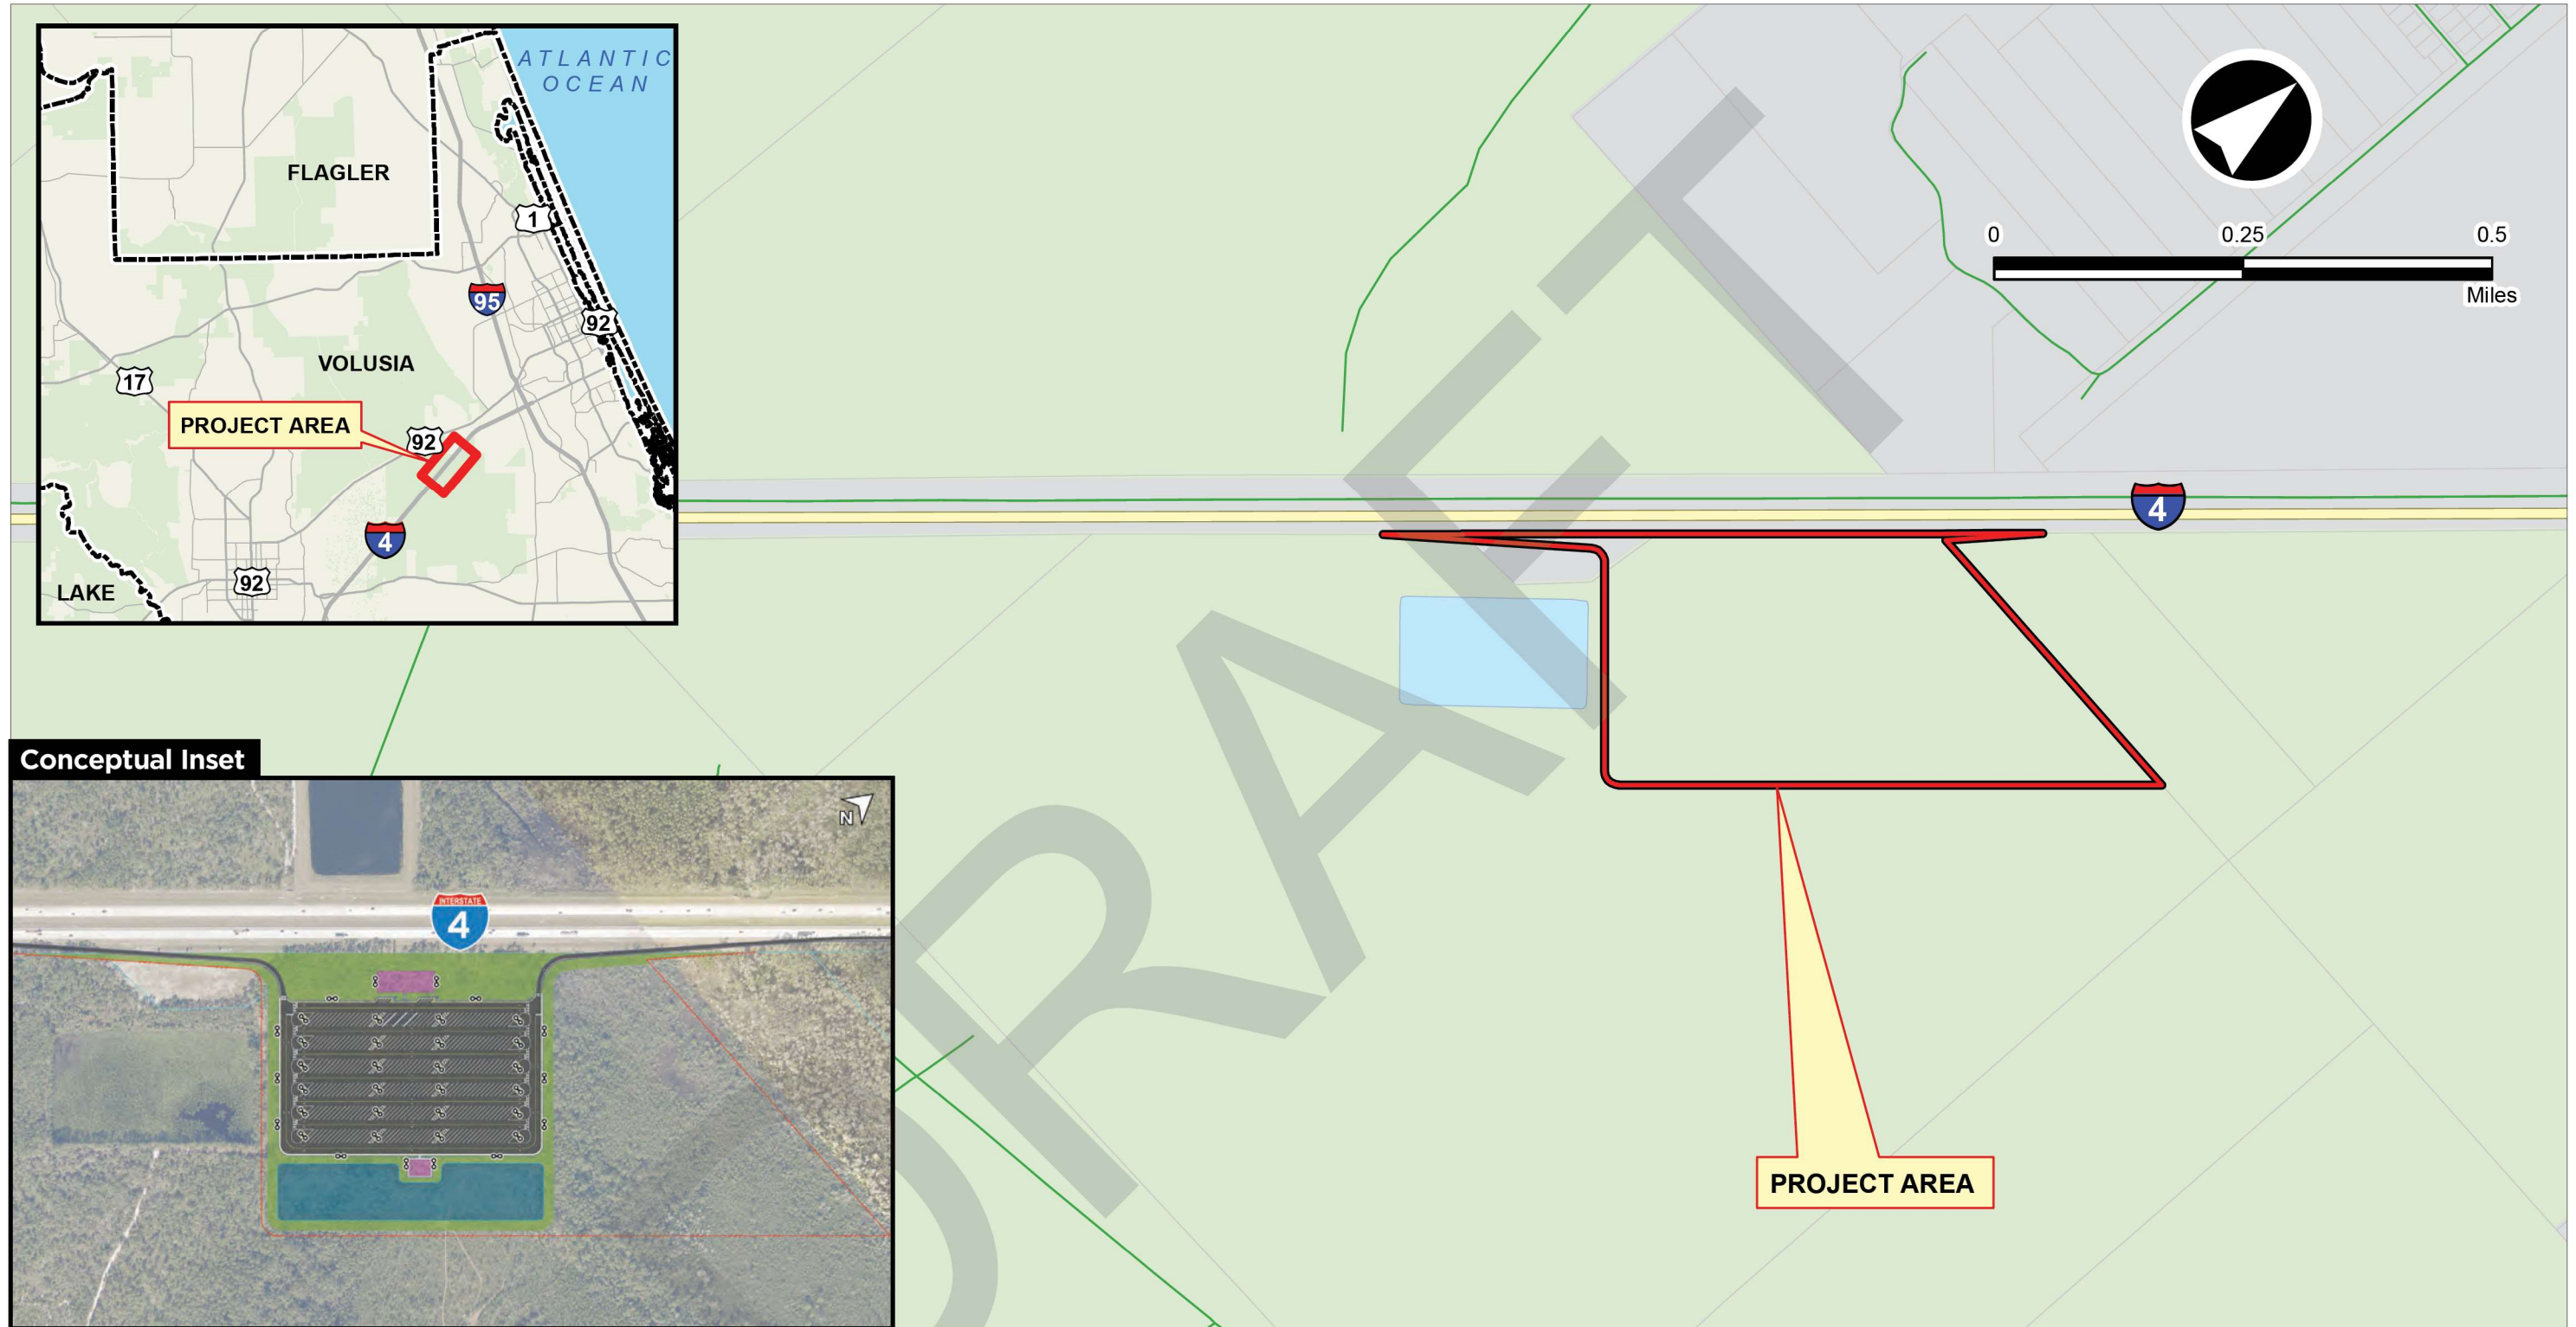 ATLANTIC
OCEAN
FLAGLER
1
95
92
VOLUSIA
17
PROJECT AREA
92
4
92
LAKE
0 0.25 0.5
Miles
4
DRAFT
Conceptual Inset
N
INTERSTATE
4
PROJECT AREA